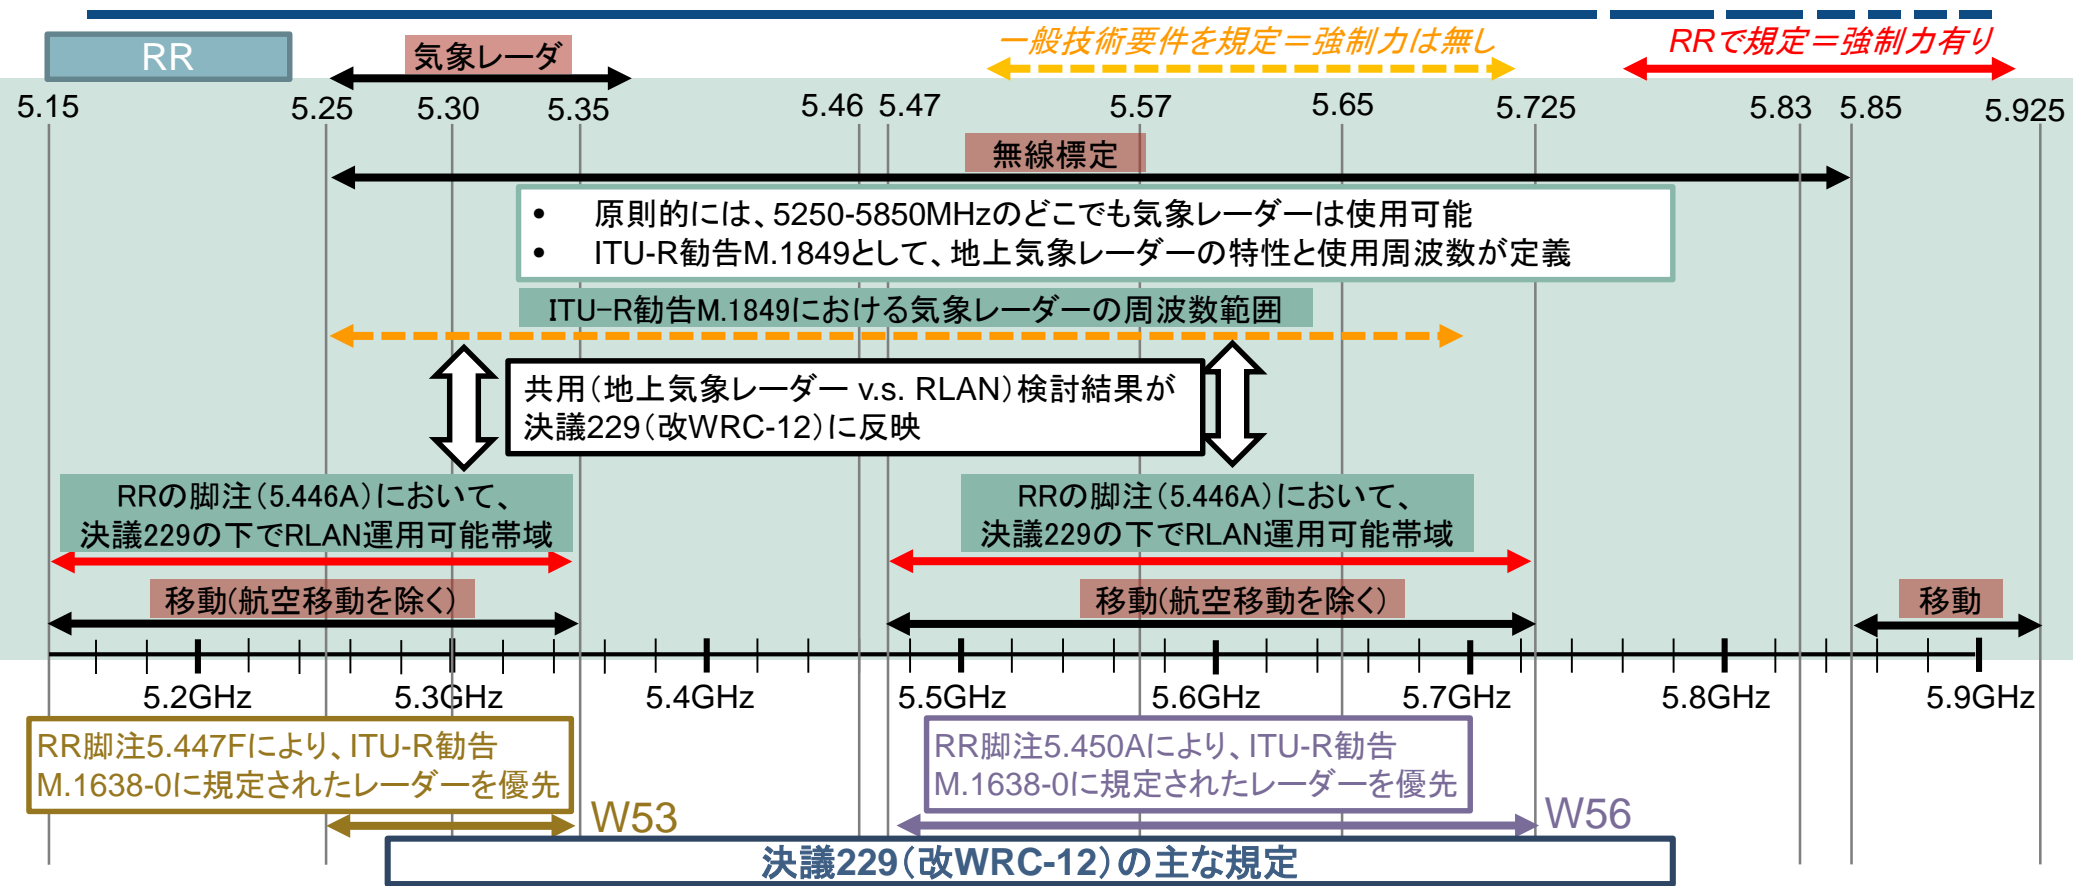 一般技術要件を規定＝強制力は無し
RRで規定＝強制力有り
RR
気象レーダ
5.15
5.25
5.30
5.35
5.46
5.47
5.57
5.65
5.725
5.83
5.85
5.925
無線標定
• 原則的には、5250-5850MHzのどこでも気象レーダーは使用可能
• ITU-R勧告M.1849として、地上気象レーダーの特性と使用周波数が定義
ITU-R勧告M.1849における気象レーダーの周波数範囲
共用（地上気象レーダー v.s. RLAN）検討結果が
決議229（改WRC-12）に反映
RRの脚注（5.446A）において、
決議229の下でRLAN運用可能帯域
RRの脚注（5.446A）において、
決議229の下でRLAN運用可能帯域
移動(航空移動を除く)
移動(航空移動を除く)
移動
5.2GHz
5.3GHz
5.4GHz
5.5GHz
5.6GHz
5.7GHz
5.8GHz
5.9GHz
RR脚注5.447Fにより、ITU-R勧告
M.1638-0に規定されたレーダーを優先
W53
RR脚注5.450Aにより、ITU-R勧告
M.1638-0に規定されたレーダーを優先
W56
決議229（改WRC-12）の主な規定